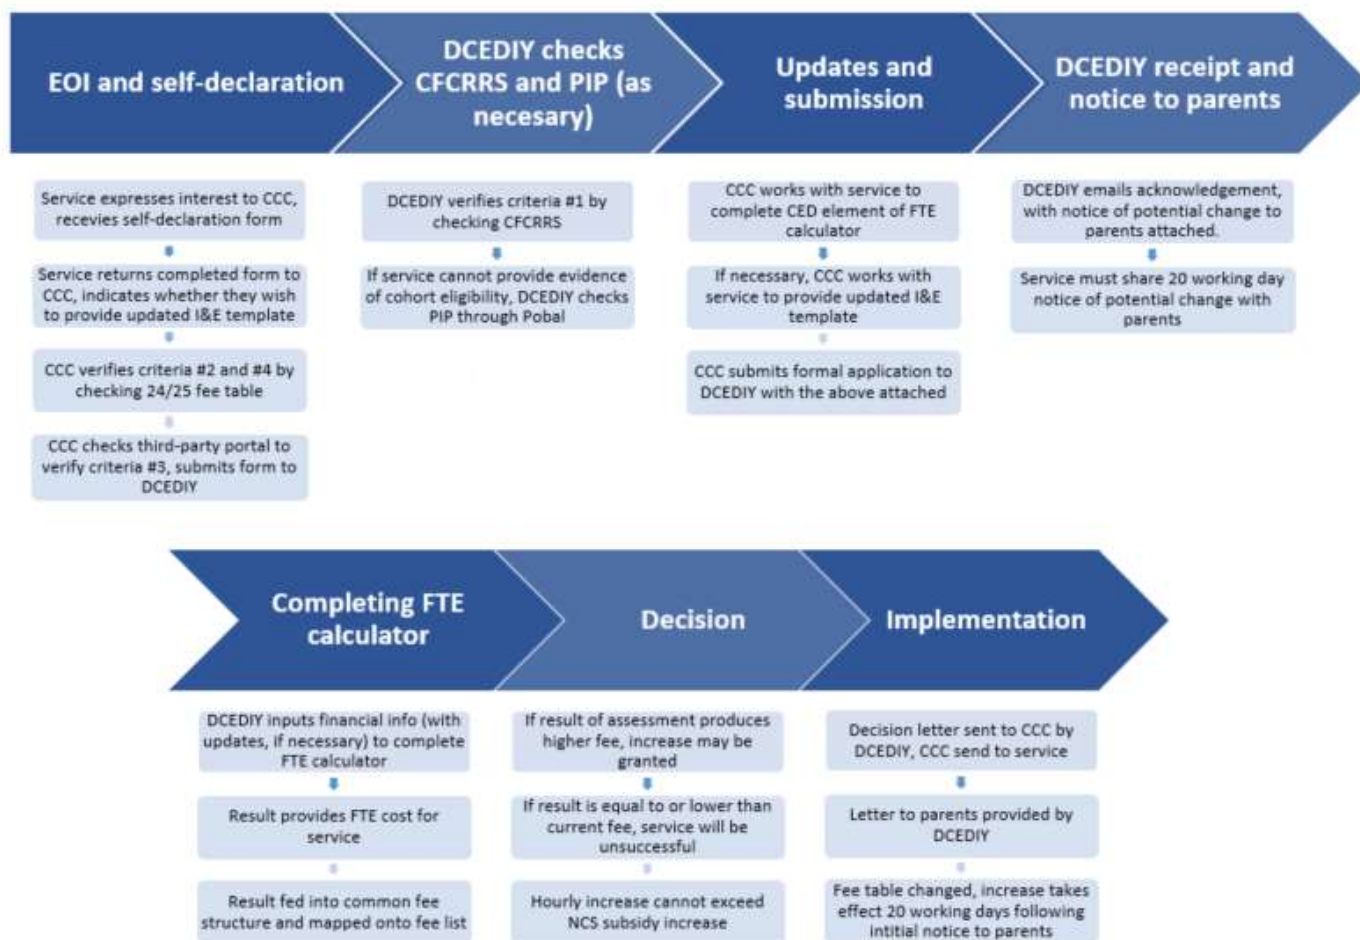 EOI and self-declaration
DCEDIY checks
CFCRRS and PIP (as
necesary)
Updates and
submission
DCEDIY receipt and
notice to parents
Service expresses interest to CCC,
recevies self-declaration form
Service returns completed form to
CCC, indicates whether they wish
to provide updated I&E template
CCC verifies criteria #2 and #4 by
checking 24/25 fee table
CCC checks third-party portal to
verify criteria #3, submits form to
DCEDIY
DCEDIY verifies criteria #1 by
checking CFCRRS
If service cannot provide evidence
of cohort eligibility, DCEDIY checks
PIP through Pobal
CCC works with service to
complete CED element of FTE
calculator
If necessary, CCC works with
service to provide updated I&E
template
CCC submits formal application to
DCEDIY with the above attached
DCEDIY emails acknowledgement,
with notice of potential change to
parents attached.
Service must share 20 working day
notice of potential change with
parents
Completing FTE
calculator
Decision
Implementation
DCEDIY inputs financial info (with
updates, if necessary) to complete
FTE calculator
Result provides FTE cost for
service
Result fed into common fee
structure and mapped onto fee list
If result of assessment produces
higher fee, increase may be
granted
If result is equal to or lower than
current fee, service will be
unsuccessful
Hourly increase cannot exceed
NCS subsidy increase
Decision letter sent to CCC by
DCEDIY, CCC send to service
Letter to parents provided by
DCEDIY
Fee table changed, increase takes
effect 20 working days following
intitial notice to parents